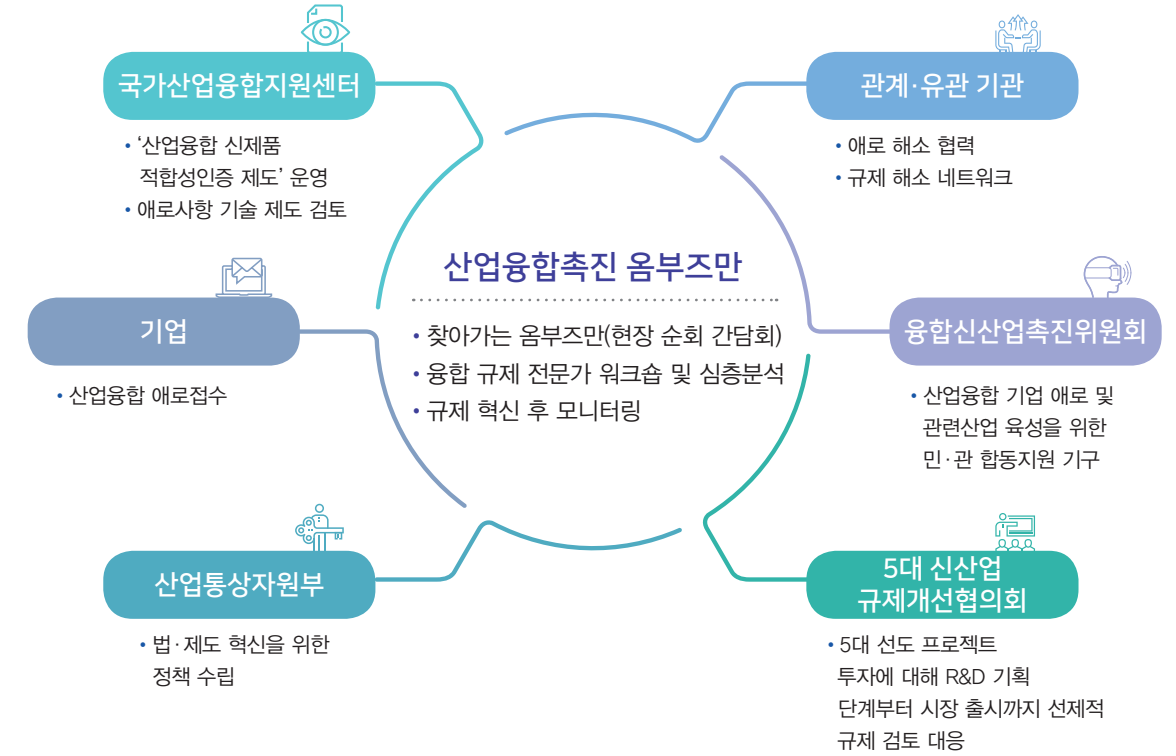 국가산업융합지원센터
• ‘산업융합 신제품
적합성인증 제도’ 운영
• 애로사항 기술 제도 검토
관계·유관 기관
• 애로 해소 협력
• 규제 해소 네트워크
산업융합촉진 옴부즈만
• 찾아가는 옴부즈만(현장 순회 간담회)
• 융합 규제 전문가 워크숍 및 심층분석
• 규제 혁신 후 모니터링
기업
• 산업융합 애로접수
융합신산업촉진위원회
• 산업융합 기업 애로 및
관련산업 육성을 위한
민·관 합동지원 기구
산업통상자원부
• 법·제도 혁신을 위한
정책 수립
5대 신산업
규제개선협의회
• 5대 선도 프로젝트
투자에 대해 R&D 기획
단계부터 시장 출시까지 선제적
규제 검토 대응